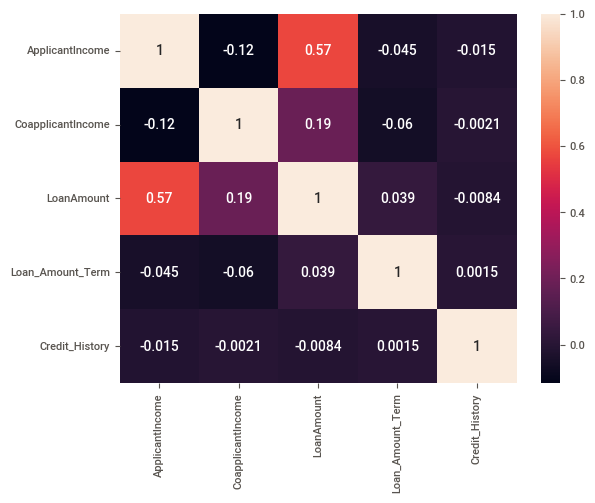 ApplicantIncome 1 -0.12 0.57 -0.045 -0.015
CoapplicantIncome -0.12 1 0.19 -0.06 -0.0021
LoanAmount 0.57 0.19 1 0.039 -0.0084
Loan_Amount_Term -0.045 -0.06 0.039 1 0.0015
Credit_History -0.015 -0.0021 -0.0084 0.0015 1
ApplicantIncome
CoapplicantIncome
LoanAmount
Loan_Amount_Term
Credit_History
1.0
0.8
0.6
0.4
0.2
0.0